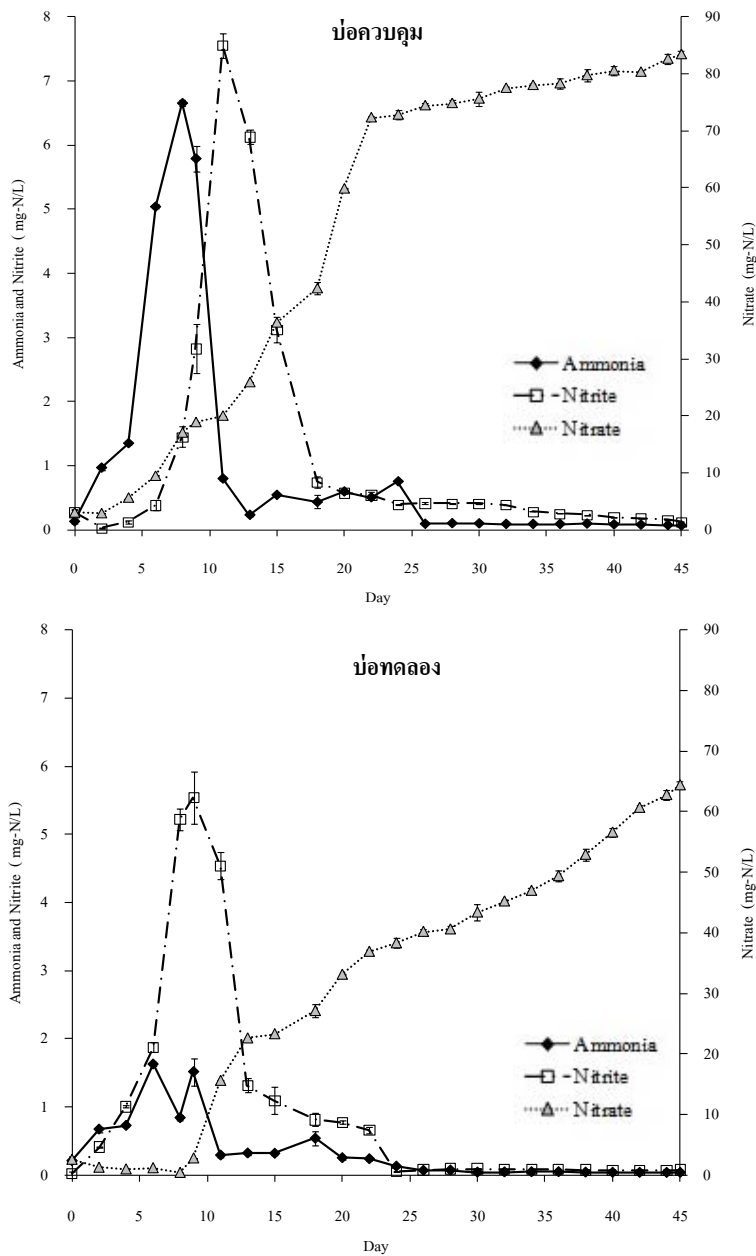 บ่อควบคุม
8
7
6
5
4
3
2
1
0
Ammonia and Nitrite ( mg-N/L)
90
80
70
60
50
40
30
20
10
0
Nitrate (mg-N/L)
Ammonia
Nitrite
Nitrate
0 5 10 15 20 25 30 35 40 45
Day
บ่อทดลอง
8
7
6
5
4
3
2
1
0
Ammonia and Nitrite ( mg-N/L)
90
80
70
60
50
40
30
20
10
0
Nitrate (mg-N/L)
Ammonia
Nitrite
Nitrate
0 5 10 15 20 25 30 35 40 45
Day